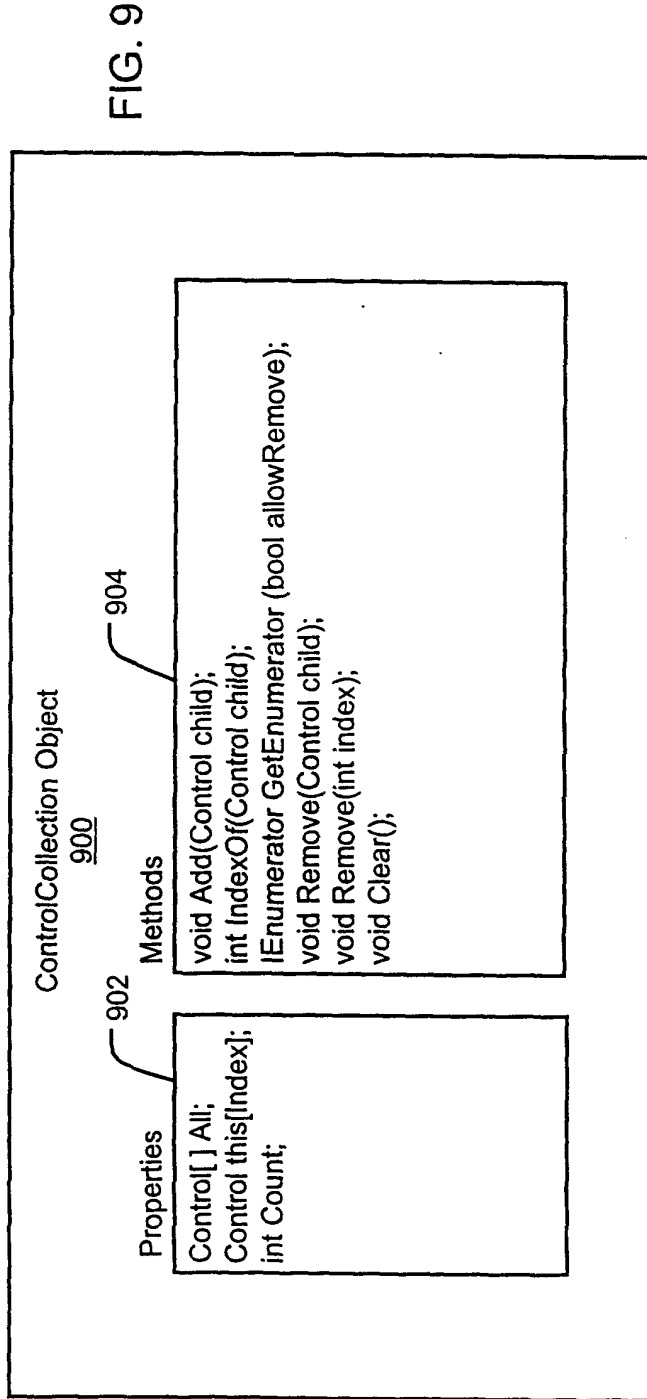 FIG. 9
ControlCollection Object
900
Properties
902
Control[ ] All;
Control this[Index];
int Count;
Methods
904
void Add(Control child);
int IndexOf(Control child);
IEnumerator GetEnumerator (bool allowRemove);
void Remove(Control child);
void Remove(int index);
void Clear();